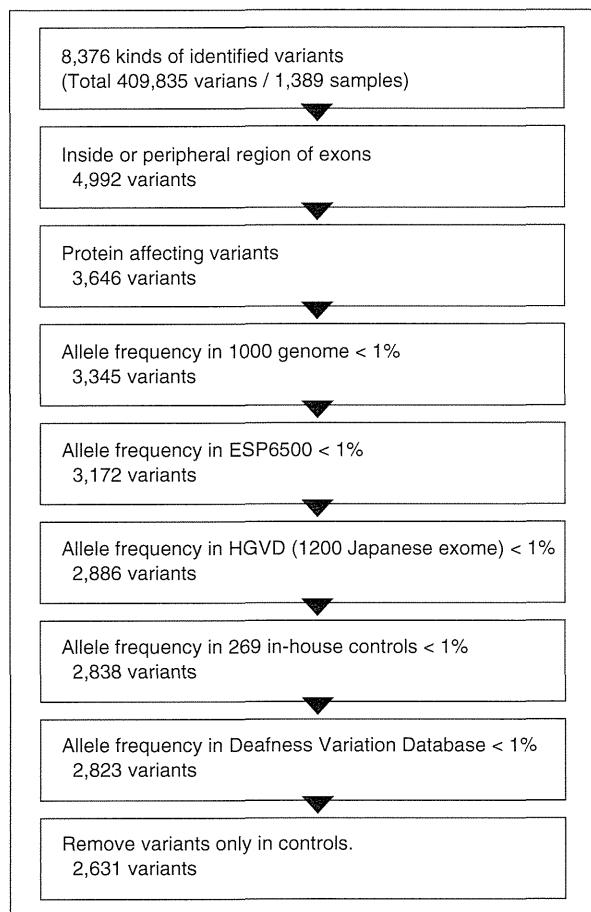 8,376 kinds of identified variants
(Total 409,835 varians / 1,389 samples)
Inside or peripheral region of exons
4,992 variants
Protein affecting variants
3,646 variants
Allele frequency in 1000 genome < 1%
3,345 variants
Allele frequency in ESP6500 < 1%
3,172 variants
Allele frequency in HGVD (1200 Japanese exome) < 1%
2,886 variants
Allele frequency in 269 in-house controls < 1%
2,838 variants
Allele frequency in Deafness Variation Database < 1%
2,823 variants
Remove variants only in controls.
2,631 variants